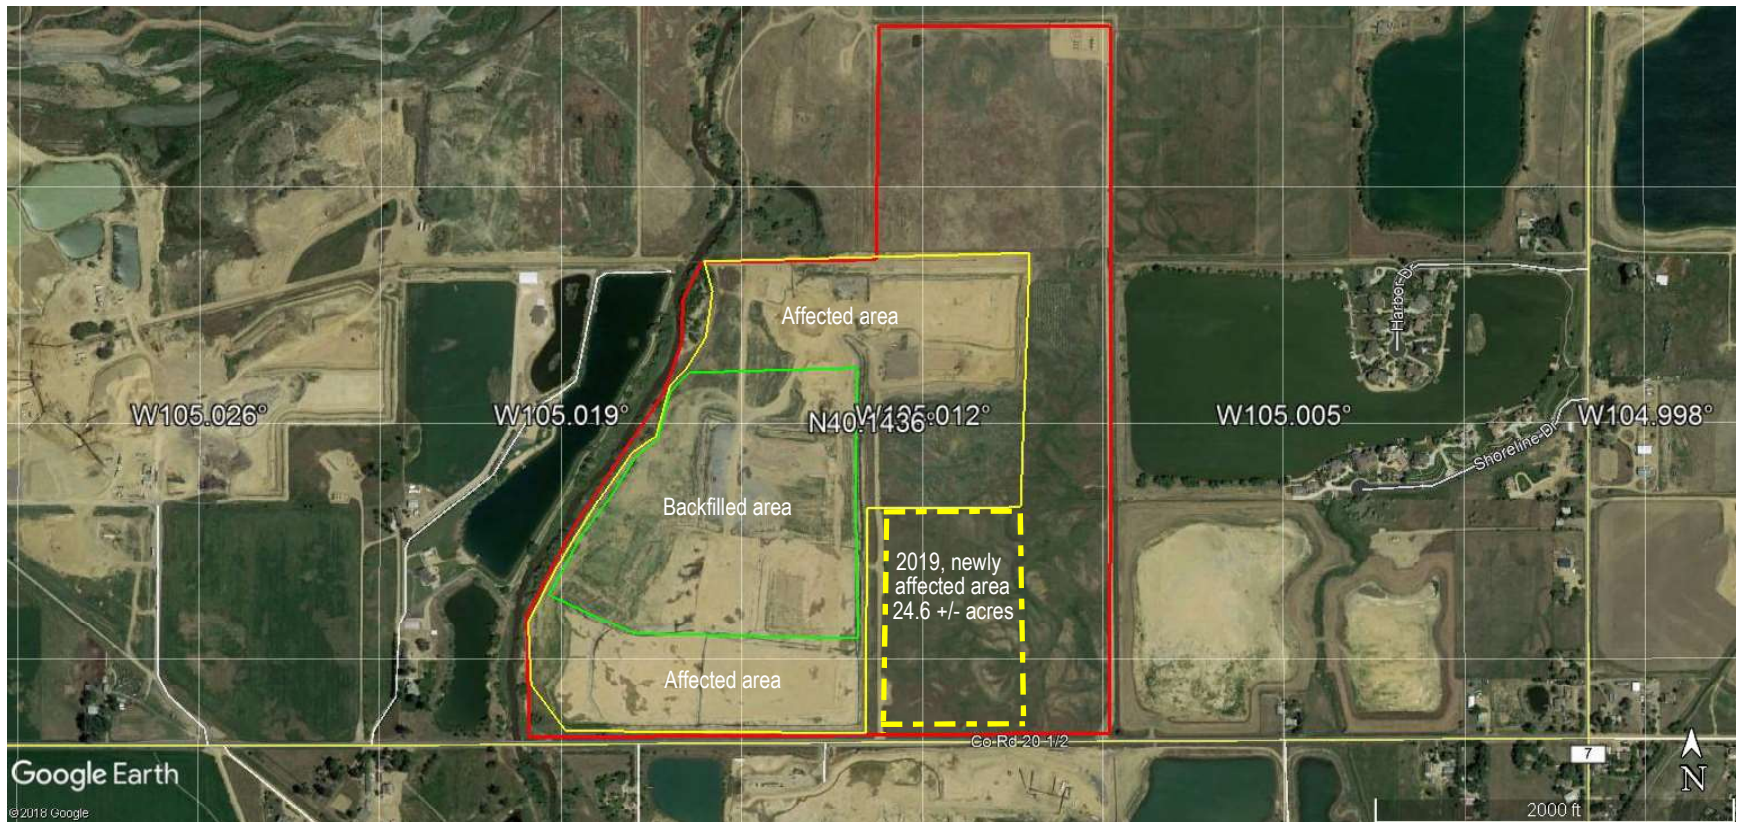 Harbor Dr
Affected area
W105.026°
W105.019°
N40.1436°
W105.012°
W105.005°
W104.998°
Shoreline Dr
Backfilled area
2019, newly
affected area
24.6 +/- acres
Affected area
Co Rd 20 1/2
7
N
Google Earth
©2018 Google
2000 ft